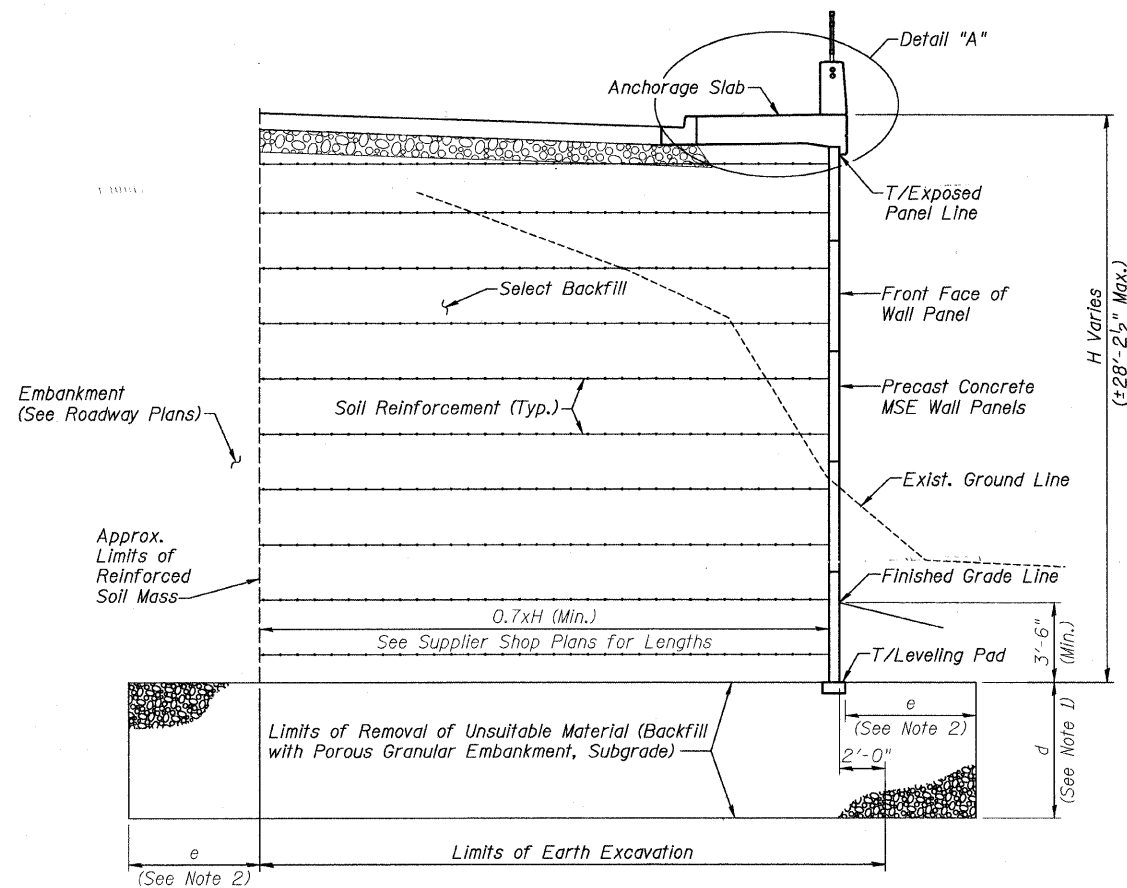 Detail "A"
Anchorage Slab
T/Exposed
Panel Line
Select Backfill
Front Face of
Wall Panel
H Varies
(±28'-2½" Max.)
Embankment
(See Roadway Plans)
Soil Reinforcement (Typ.)
Precast Concrete
MSE Wall Panels
Exist. Ground Line
Approx.
Limits of
Reinforced
Soil Mass
Finished Grade Line
0.7xH (Min.)
See Supplier Shop Plans for Lengths
3'-6"
(Min.)
T/Leveling Pad
Limits of Removal of Unsuitable Material (Backfill
with Porous Granular Embankment, Subgrade)
e
(See Note 2)
2'-0"
d
(See Note 1)
e
(See Note 2)
Limits of Earth Excavation